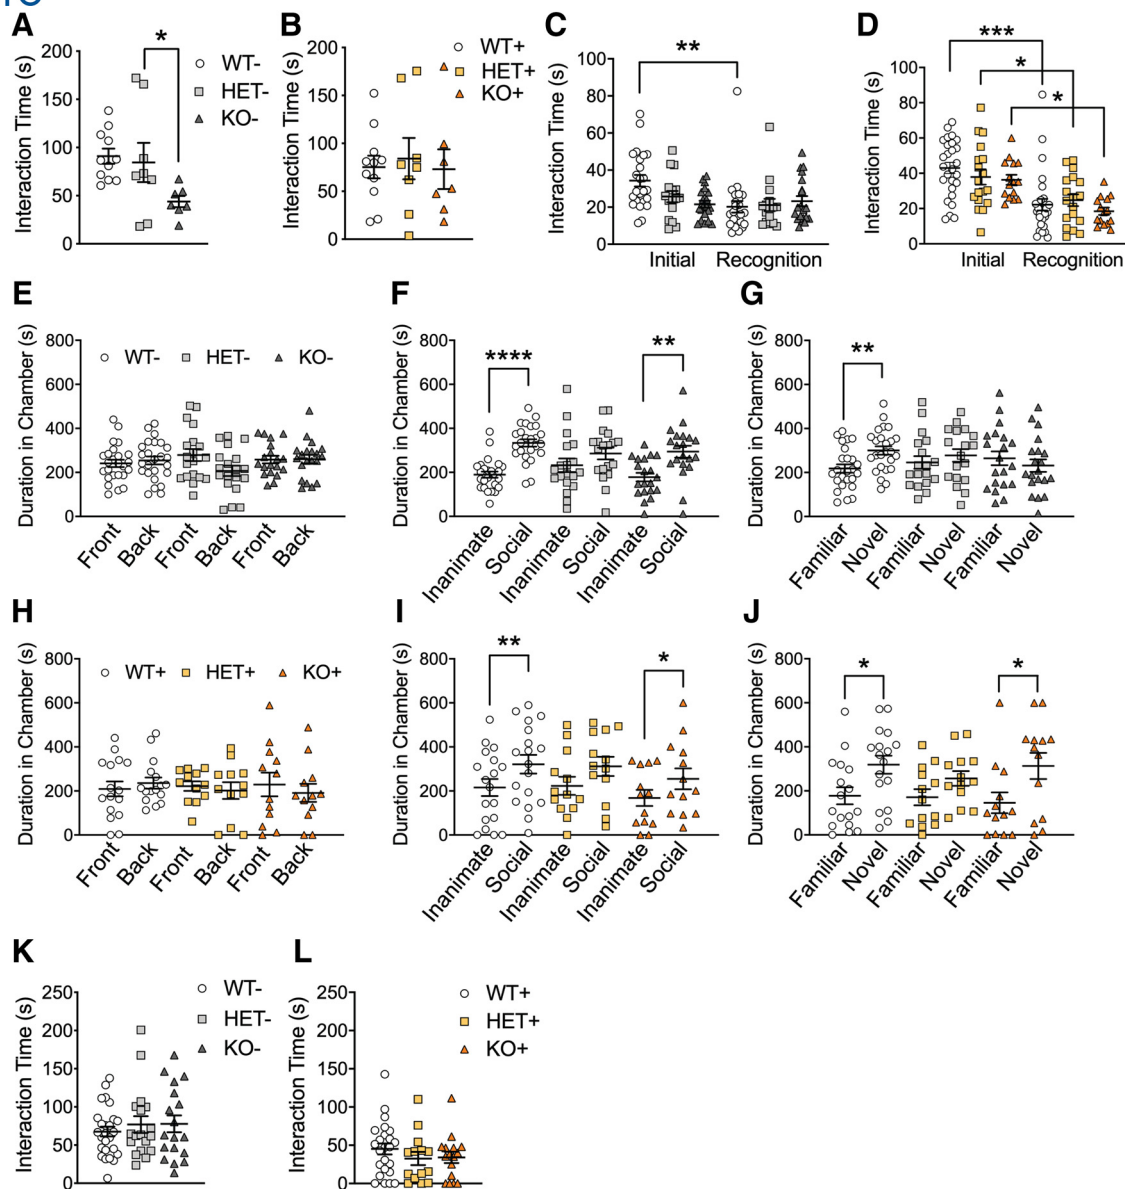 A
Interaction Time (s)
200
150
100
50
0
*
WT-
HET-
KO-
B
Interaction Time (s)
200
150
100
50
0
WT+
HET+
KO+
C
Interaction Time (s)
100
80
60
40
20
0
**
Initial Recognition
D
Interaction Time (s)
100
80
60
40
20
0
***
*
*
Initial Recognition
E
Duration in Chamber (s)
800
600
400
200
0
WT- HET- KO-
Front Back Front Back Front Back
F
Duration in Chamber (s)
800
600
400
200
0
**** **
Inanimate Social Inanimate Social Inanimate Social
G
Duration in Chamber (s)
800
600
400
200
0
**
Familiar Novel Familiar Novel Familiar Novel
H
Duration in Chamber (s)
800
600
400
200
0
WT+ HET+ KO+
Front Back Front Back Front Back
I
Duration in Chamber (s)
800
600
400
200
0
** *
Inanimate Social Inanimate Social Inanimate Social
J
Duration in Chamber (s)
800
600
400
200
0
* *
Familiar Novel Familiar Novel Familiar Novel
K
Interaction Time (s)
250
200
150
100
50
0
WT-
HET-
KO-
L
Interaction Time (s)
250
200
150
100
50
0
WT+
HET+
KO+